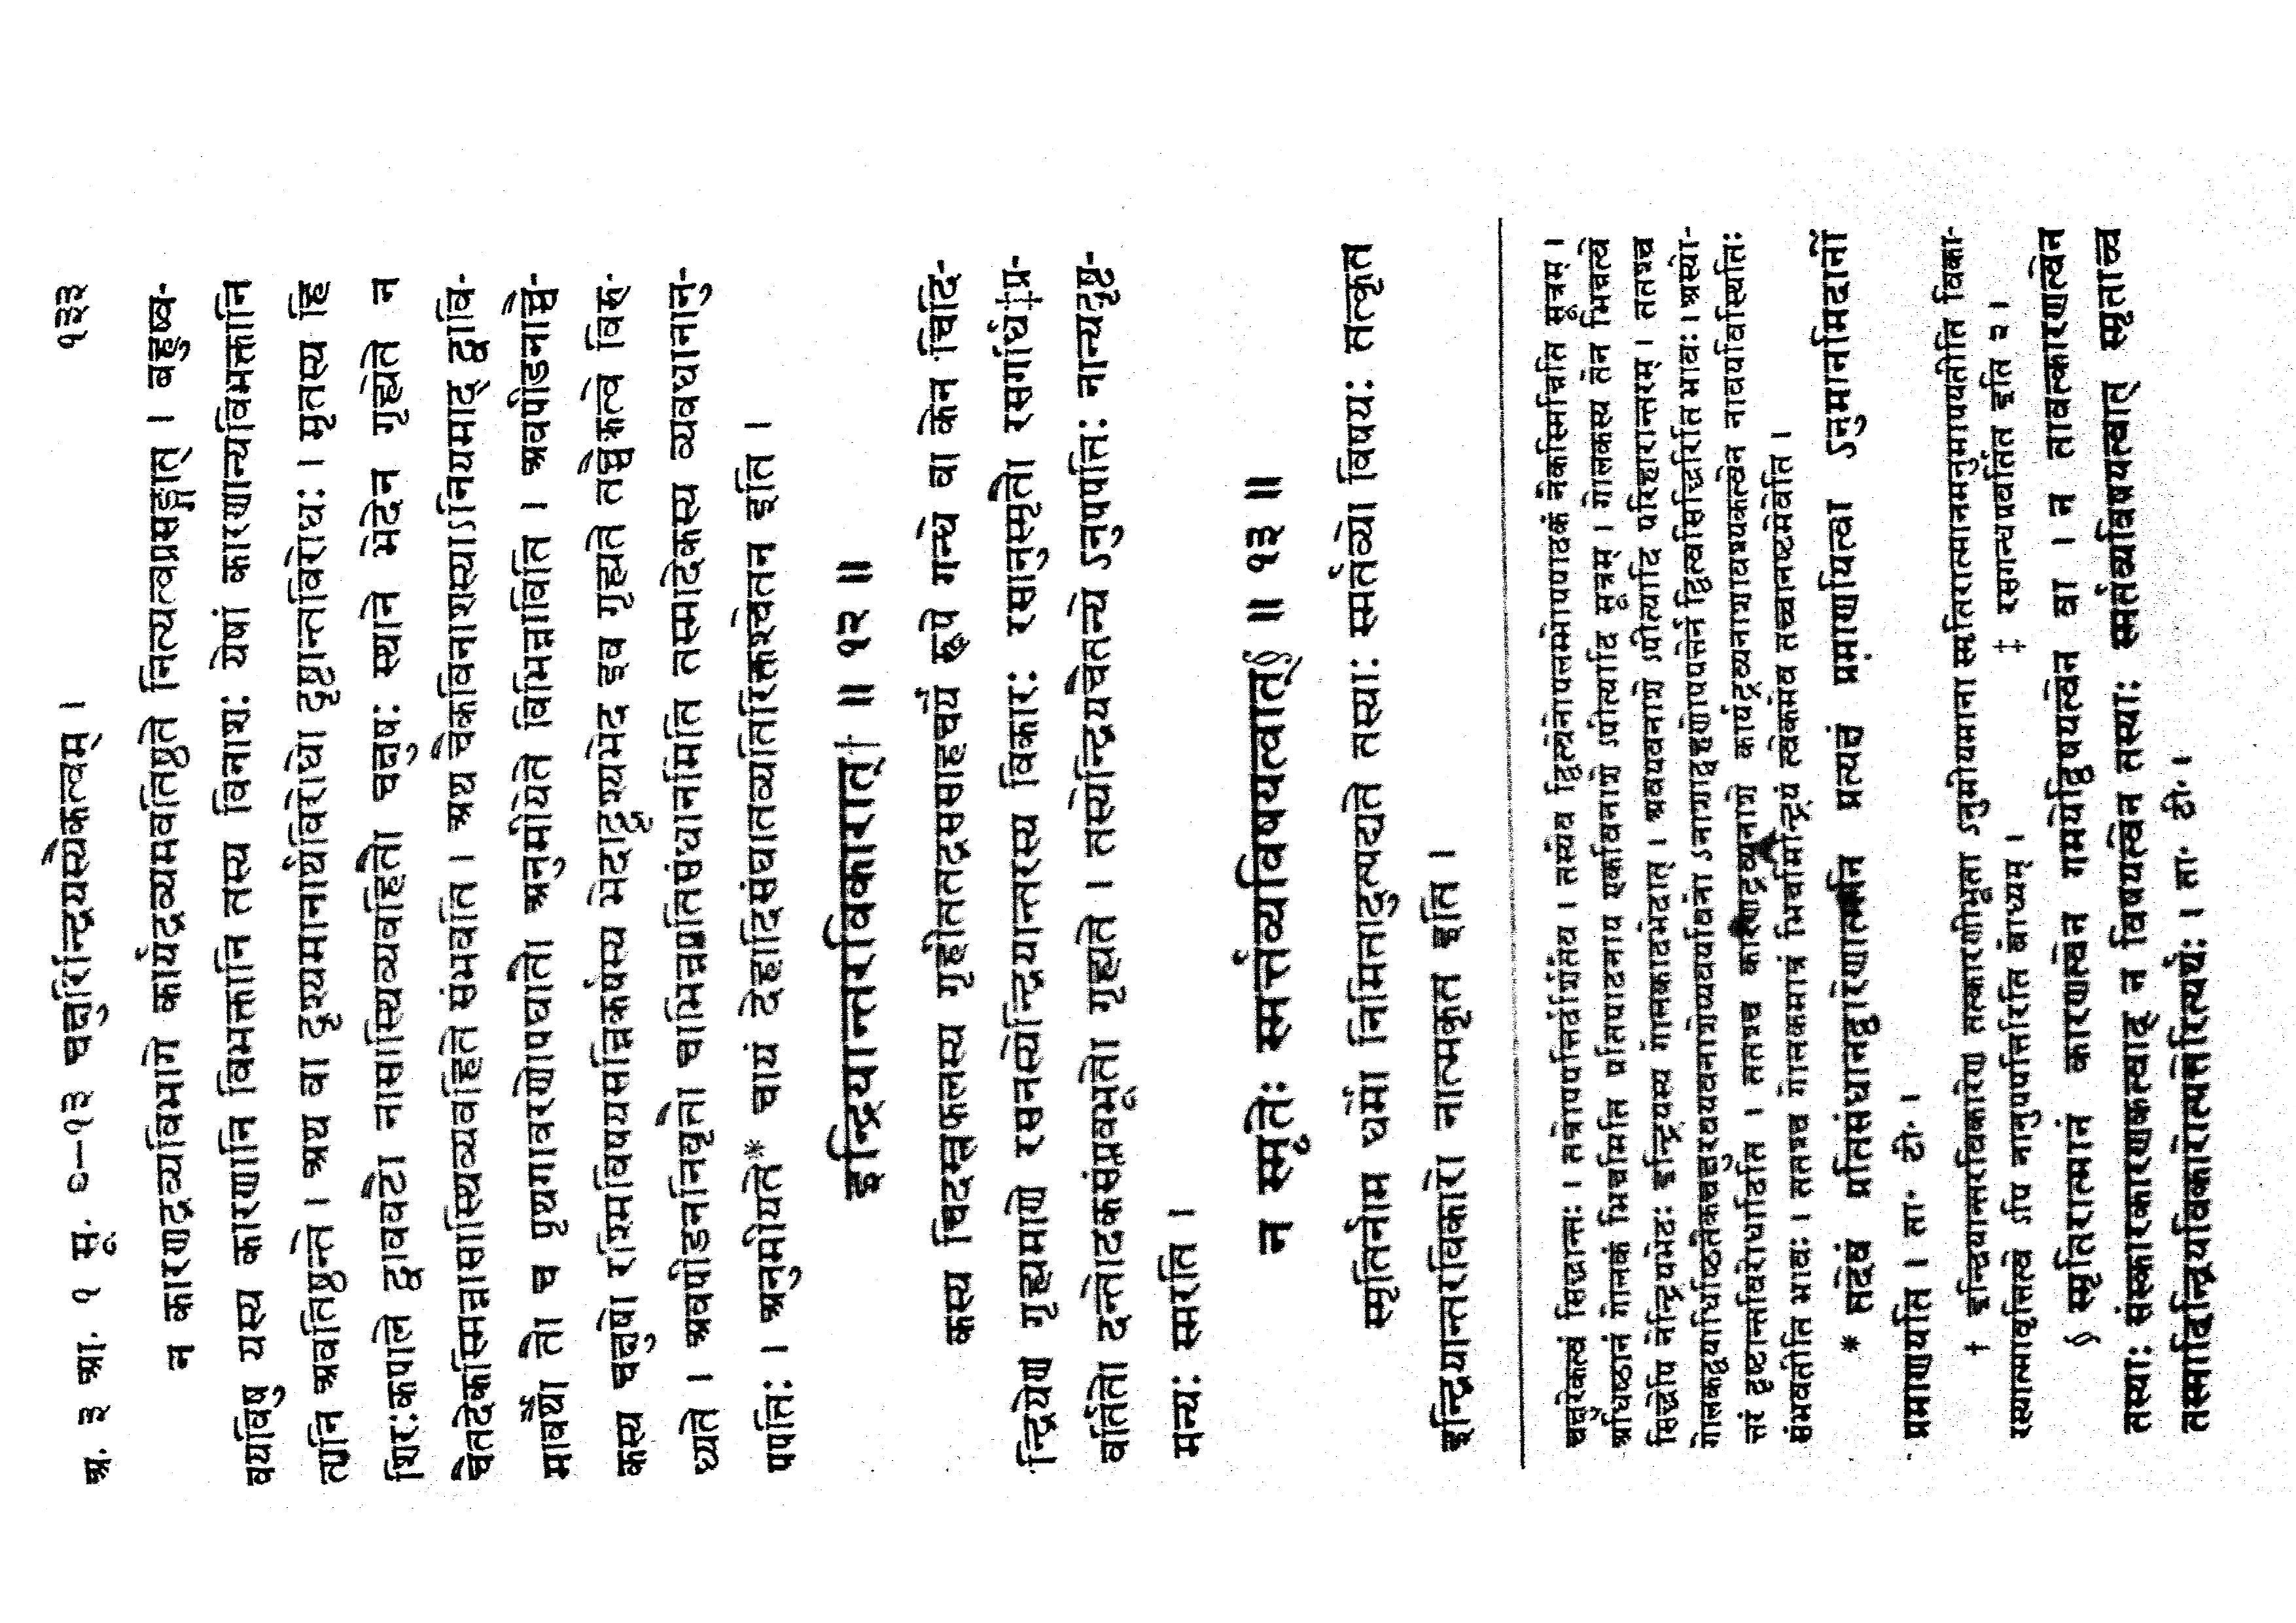 अ. ३ आ. १ सू. ९–१३ चक्षुरिन्द्रियस्यैकत्वम् । १३३
न कारणद्रव्यविभागे कार्यद्रव्यमवतिष्ठते नित्यत्वप्रसङ्गात् । बहुष्व-
वयविषु यस्य कारणानि विभक्तानि तस्य विनाशः येषां कारणान्यविभक्तानि
तानि अवतिष्ठन्ते । अथ वा दृश्यमानार्थविरोधो दृष्टान्तविरोधः । मृतस्य हि
शिरःकपाले द्वाववटौ नासास्थिव्यवहितौ चक्षुषः स्थाने भेदेन गृह्येते न
चैतदेकस्मिन्नासास्थिव्यवहिते संभवति । अथ चैकविनाशस्याऽनियमाद् द्वावि-
मावर्थौ तौ च पृथगावरणोपघातौ अनुमीयेते विभिन्नाविति । अवपीडनाच्चै-
कस्य चक्षुषो रश्मिविषयसन्निकर्षस्य भेदाद्दृश्यभेद इव गृह्यते तच्चैकत्वे विरु-
ध्यते । अवपीडननिवृत्तौ चाभिन्नप्रतिसंधानमिति तस्मादेकस्य व्यवधानानु-
पपत्तिः । अनुमीयते* चायं देहादिसंघातव्यतिरिक्तश्चेतन इति ।
इन्द्रियान्तरविकारात्† ॥ १२ ॥
कस्य चिदम्लफलस्य गृहीततद्रससाहचर्ये रूपे गन्धे वा केन चिदि-
न्द्रियेण गृह्यमाणे रसनस्येन्द्रियान्तरस्य विकारः रसानुस्मृतौ रसगर्धि‡प्र-
वर्तितो दन्तोदकसंप्लवभूतो गृह्यते । तस्येन्द्रियचैतन्ये ऽनुपपत्तिः नान्यदृष्ट-
मन्यः स्मरति ।
न स्मृतेः स्मर्त्तव्यविषयत्वात्§ ॥ १३ ॥
स्मृतिर्नाम धर्मो निमित्तादुत्पद्यते तस्याः स्मर्तव्यो विषयः तत्कृत
इन्द्रियान्तरविकारो नात्मकृत इति ।
चक्षुरेकत्वं सिद्धान्तः । तत्रोपपत्तिर्दर्शितैव । तस्यैव द्वित्वेनोपलम्भोपपादकं नैकस्मिन्निति सूत्रम् ।
अधिष्ठानं गोलकं भिन्नमिति प्रतिपादनाय एकविनाशे ऽपीत्यादि सूत्रम् । गोलकस्य तेन भिन्नत्वे
सिद्धेपि नेन्द्रियभेदः इन्द्रियस्य गोलकादभेदात् । अवयवनाशे ऽपीत्यादि परिहारान्तरम् । ततश्च
गोलकद्वयाधिष्ठितैकचक्षुरवयवनाशेप्यवयविनो ऽनाशाद्ग्रहणोपपत्तेर्न द्वित्वसिद्धिरिति भावः । अस्यो-
त्तरं दृष्टान्तविरोधादिति । ततश्च कारणद्रव्यनाशे कार्यद्रव्यनाशावश्यकत्वेन नावयविस्थितिः
संभवतीति भावः । ततश्च गोलकमात्रं भिन्नमिन्द्रियं त्वेकमेव तच्चानष्टमेवेति ।
* तदेवं प्रतिसंधानद्वारेणात्मनि प्रत्यक्षं प्रमाणयित्वा ऽनुमानमिदानीं
प्रमाणयति । ता॰ टी॰ ।
† इन्द्रियान्तरविकारेण तत्कारणीभूता ऽनुमीयमाना स्मृतिरात्मानमनुमापयतीति विका-
रस्यात्मावृत्तित्वे ऽपि नानुपपत्तिरिति बोध्यम् । ‡ रसगन्धप्रवर्तित इति २ ।
§ स्मृतिरात्मानं कारणत्वेन गमयेद्विषयत्वेन वा । न तावत्कारणत्वेन
तस्याः संस्कारकारणकत्वाद् न विषयत्वेन तस्याः स्मर्तव्यविषयत्वात् स्मृताच्च
तस्मादिन्द्रियविकारोत्पत्तेरित्यर्थः । ता॰ टी॰ ।